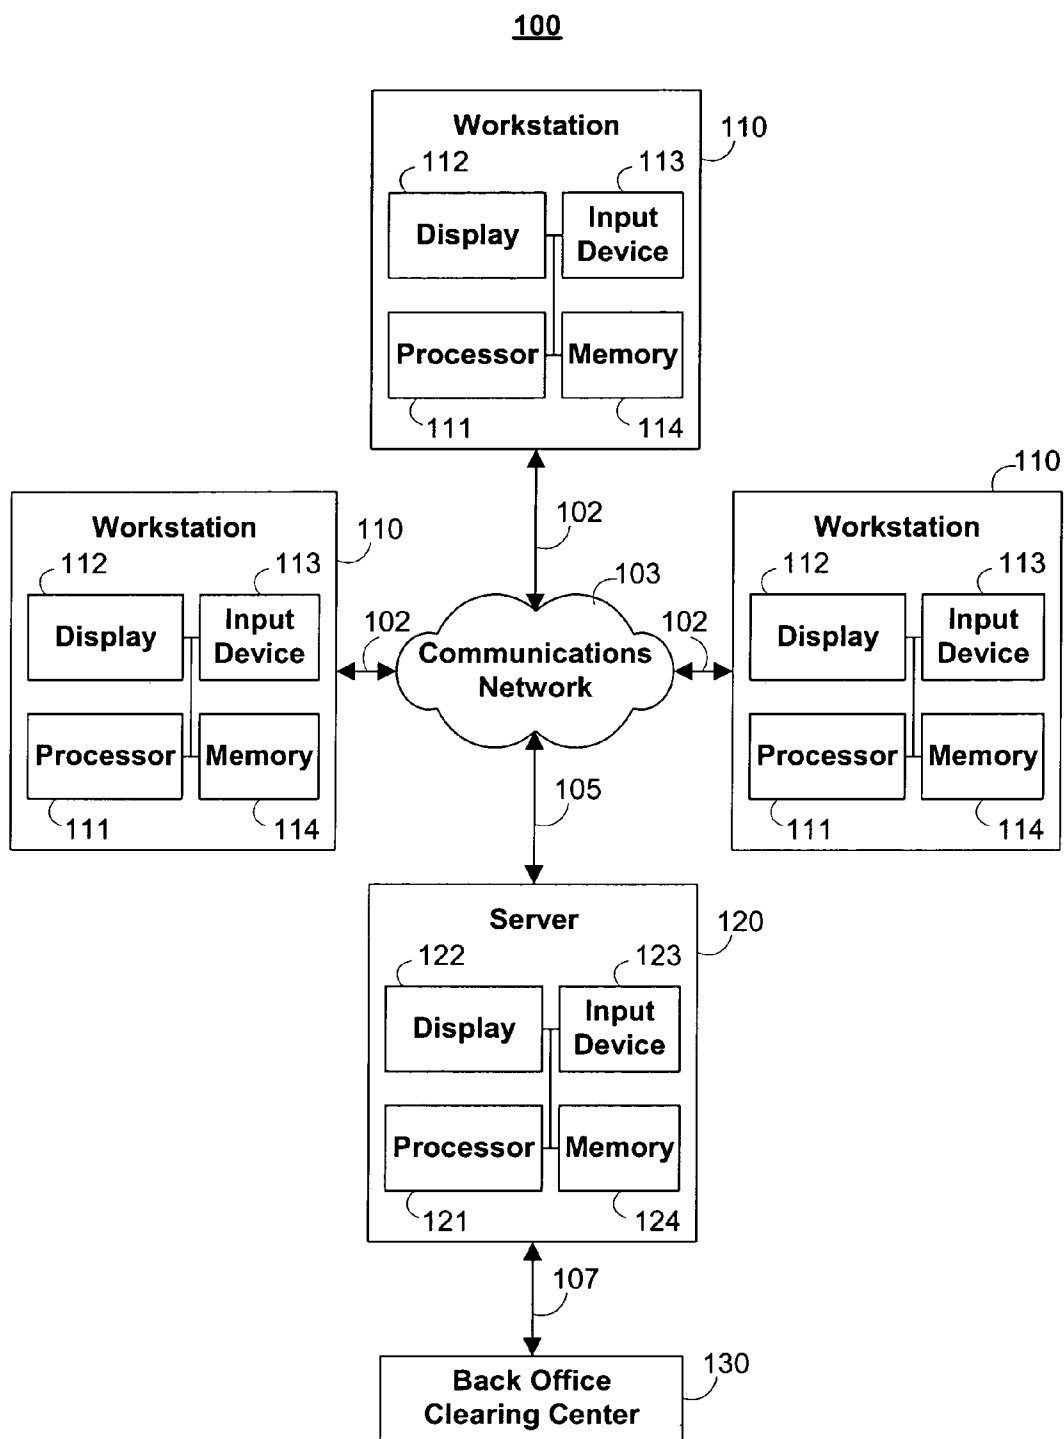 100
Workstation
110
112
113
Display
Input
Device
Processor
Memory
111
114
102
Workstation
110
112
113
Display
Input
Device
Processor
Memory
111
114
102
103
Communications
Network
102
110
Workstation
112
113
Display
Input
Device
Processor
Memory
111
114
105
Server
120
122
123
Display
Input
Device
Processor
Memory
121
124
107
Back Office
Clearing Center
130